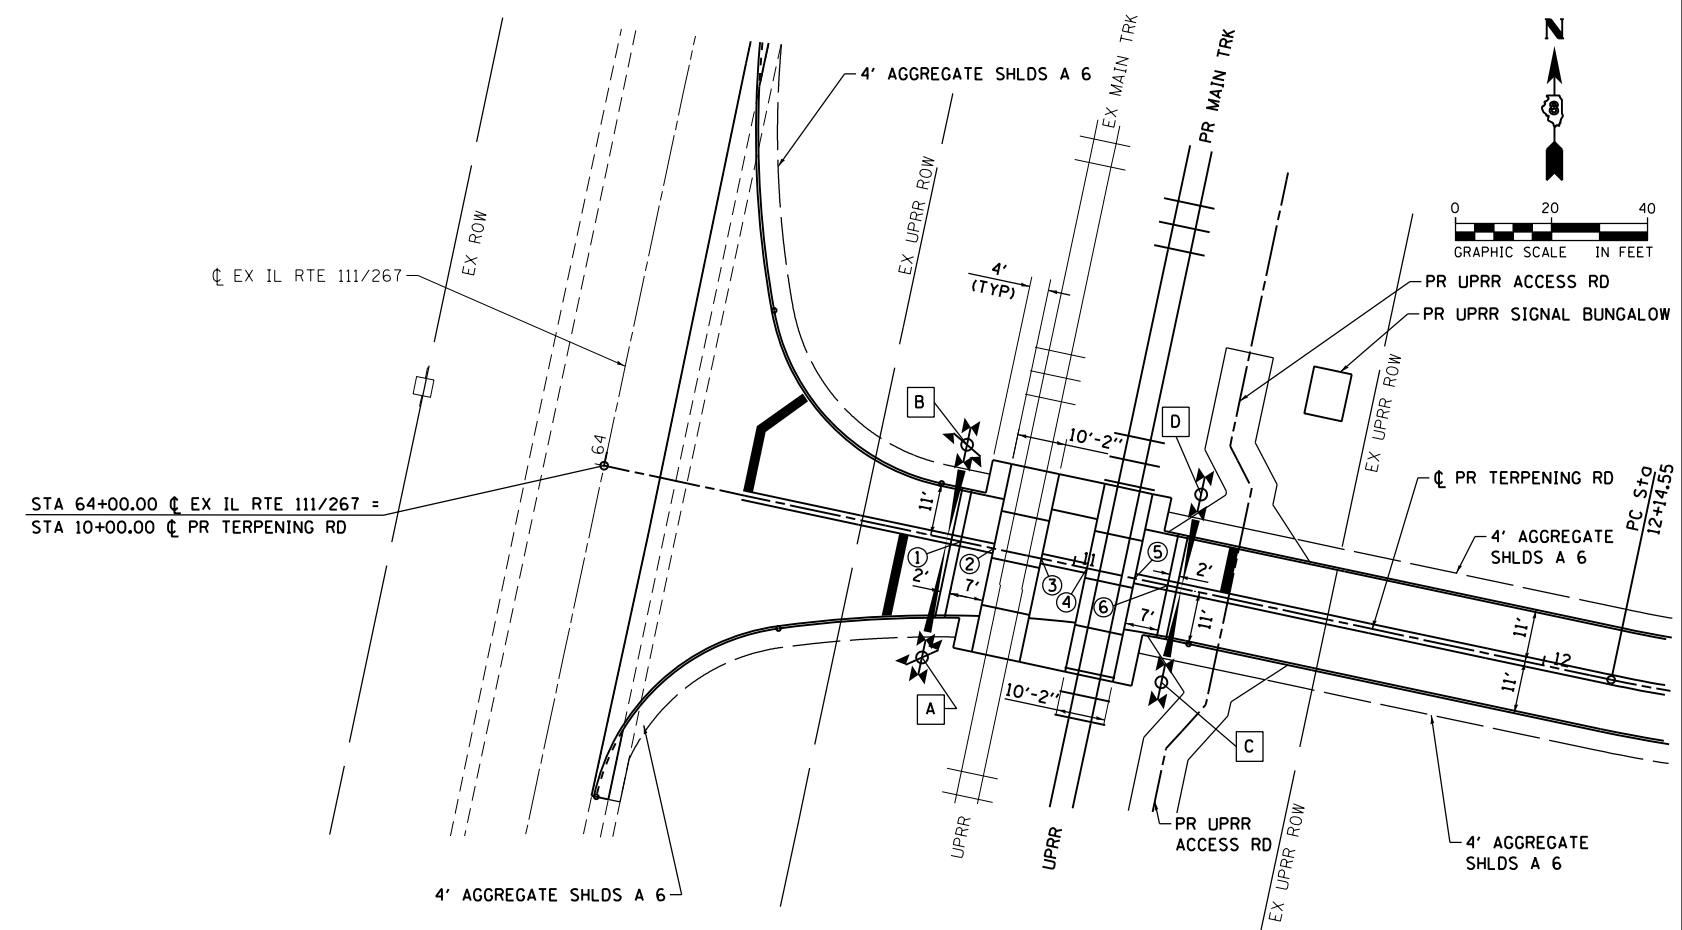 4' AGGREGATE SHLDS A 6
EX MAIN TRK
PR MAIN TRK
N
0 20 40
GRAPHIC SCALE IN FEET
EX ROW
EX UPRR ROW
℄ EX IL RTE 111/267
4'
(TYP)
PR UPRR ACCESS RD
PR UPRR SIGNAL BUNGALOW
EX UPRR ROW
B
D
10'-2"
64
STA 64+00.00 ℄ EX IL RTE 111/267 =
STA 10+00.00 ℄ PR TERPENING RD
℄ PR TERPENING RD
PC Sta
12+14.55
4' AGGREGATE
SHLDS A 6
11'
1
2
3
4
5
6
11
2'
7'
2'
7'
11'
11'
11'
12
A
10'-2"
C
UPRR
UPRR
PR UPRR
ACCESS RD
EX UPRR ROW
4' AGGREGATE
SHLDS A 6
4' AGGREGATE SHLDS A 6